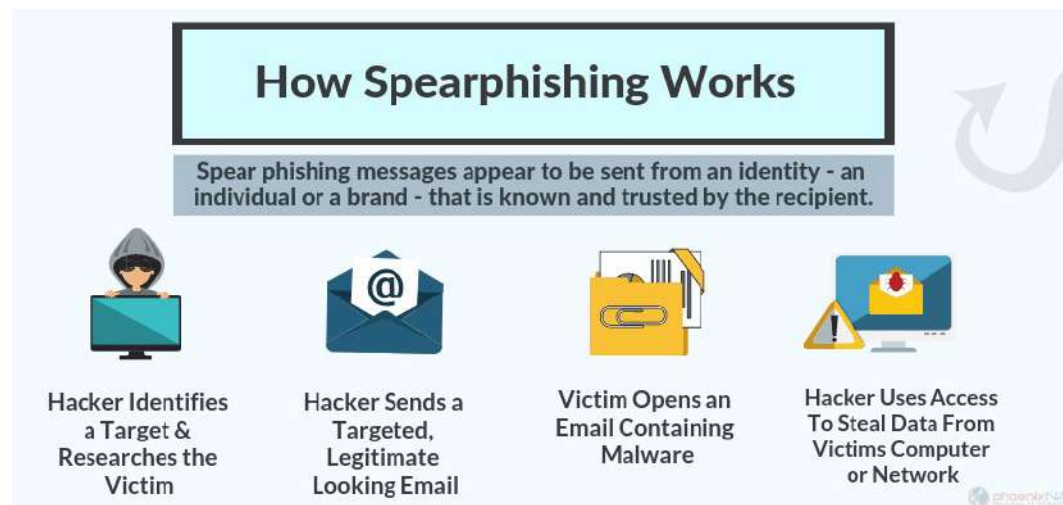 How Spearphishing Works
Spear phishing messages appear to be sent from an identity - an
individual or a brand - that is known and trusted by the recipient.
@
Hacker Identifies
a Target &
Researches the
Victim
Hacker Sends a
Targeted,
Legitimate
Looking Email
Victim Opens an
Email Containing
Malware
Hacker Uses Access
To Steal Data From
Victims Computer
or Network
phoenixNA